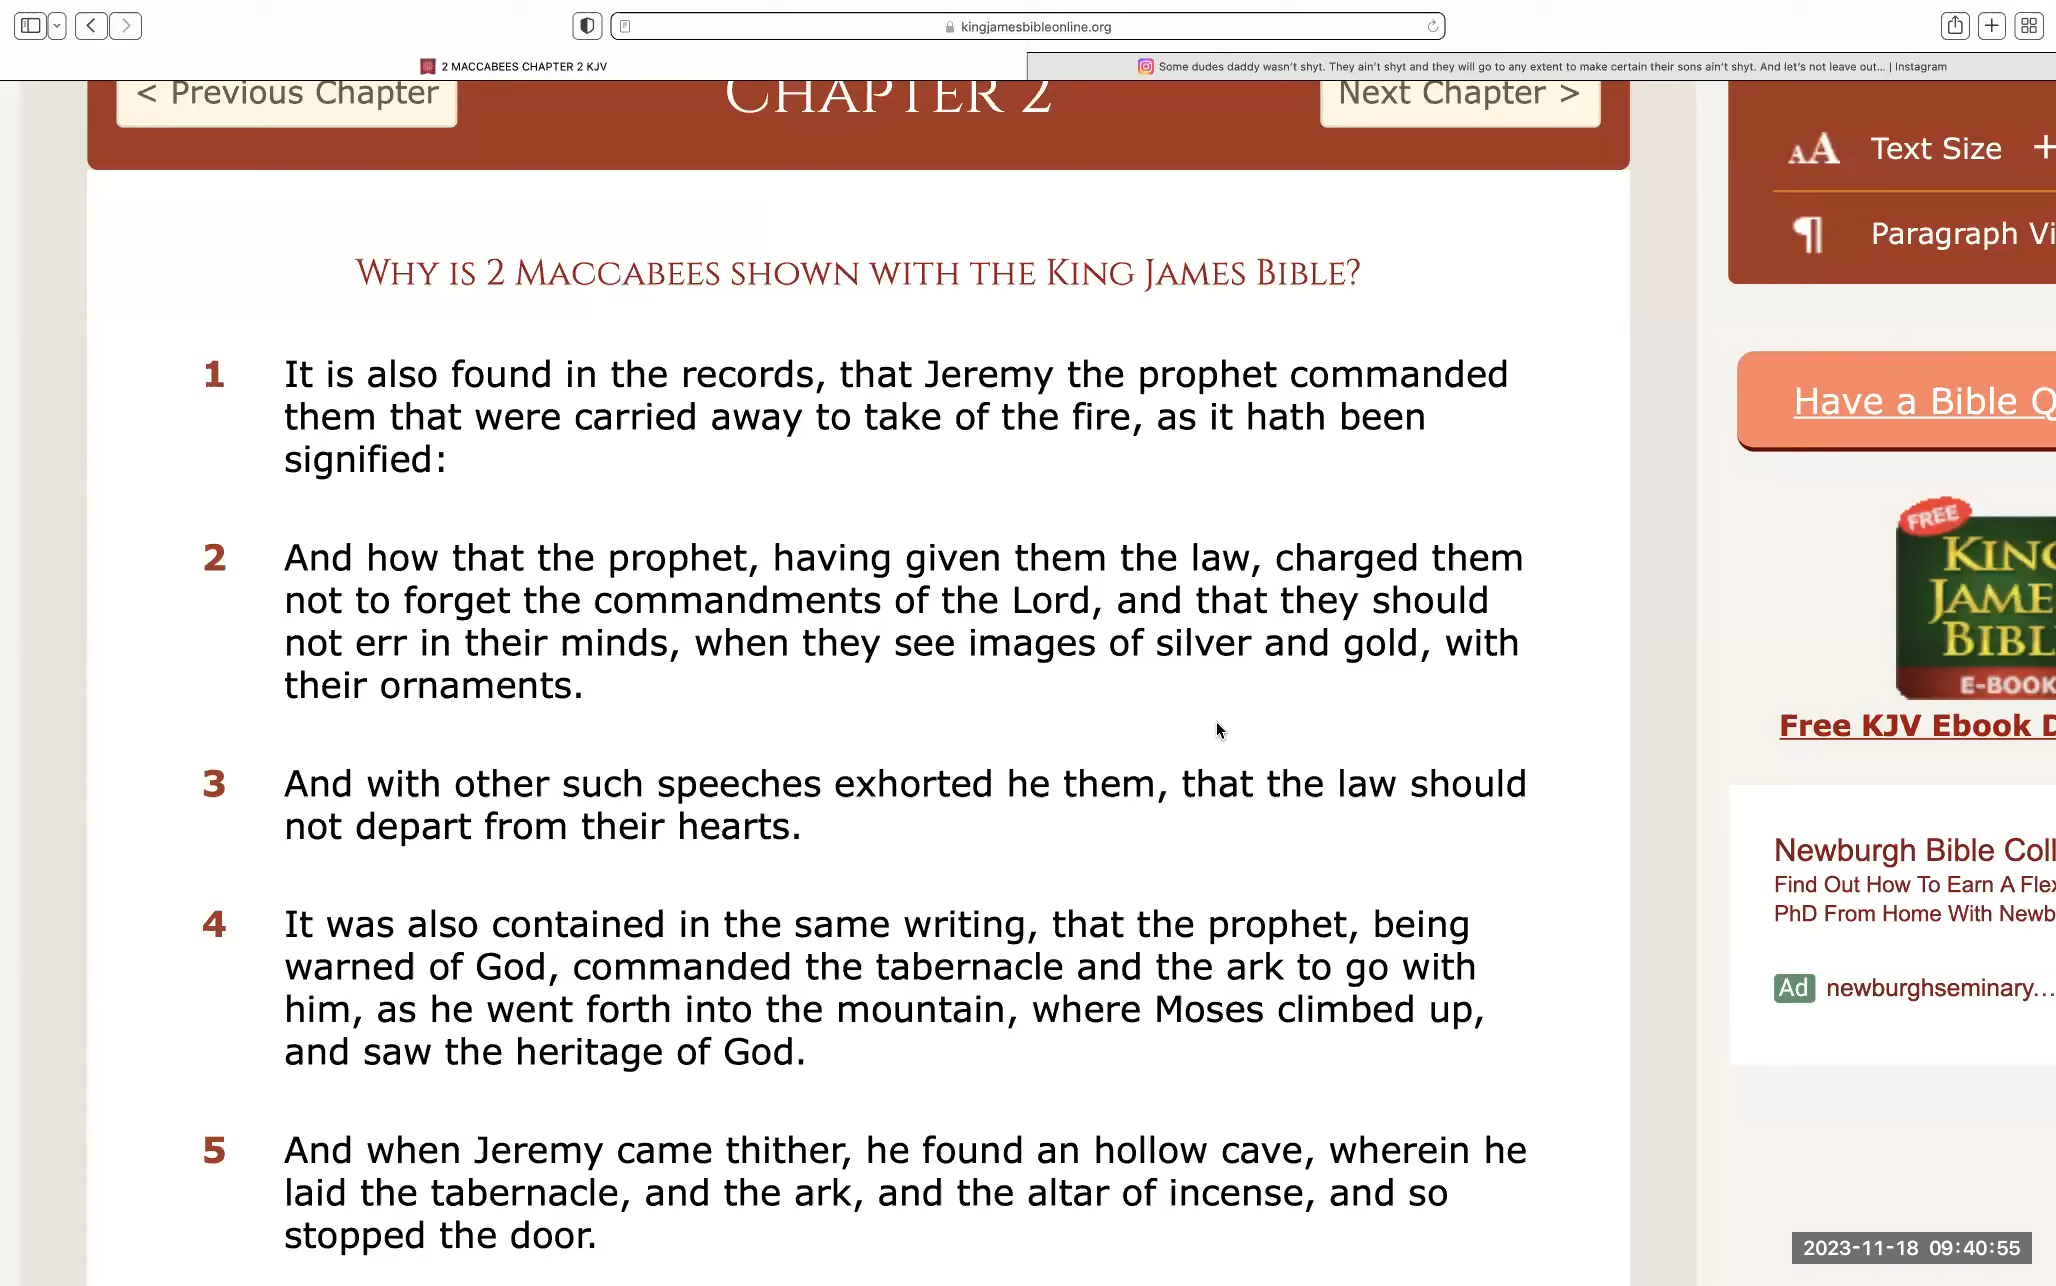 kingjamesbibleonline.org
2 MACCABEES CHAPTER 2 KJV
Some dudes daddy wasn't shyt. They ain't shyt and they will go to any extent to make certain their sons ain't shyt. And let's not leave out... | Instagram
< Previous Chapter
CHAPTER 2
Next Chapter >
WHY IS 2 MACCABEES SHOWN WITH THE KING JAMES BIBLE?
1 It is also found in the records, that Jeremy the prophet commanded
them that were carried away to take of the fire, as it hath been
signified:
2 And how that the prophet, having given them the law, charged them
not to forget the commandments of the Lord, and that they should
not err in their minds, when they see images of silver and gold, with
their ornaments.
3 And with other such speeches exhorted he them, that the law should
not depart from their hearts.
4 It was also contained in the same writing, that the prophet, being
warned of God, commanded the tabernacle and the ark to go with
him, as he went forth into the mountain, where Moses climbed up,
and saw the heritage of God.
5 And when Jeremy came thither, he found an hollow cave, wherein he
laid the tabernacle, and the ark, and the altar of incense, and so
stopped the door.
AA Text Size +
¶ Paragraph Vi
Have a Bible Q
FREE
KING
JAME
BIBL
E-BOOK
Free KJV Ebook D
Newburgh Bible Coll
Find Out How To Earn A Flex
PhD From Home With Newb
Ad newburghseminary...
2023-11-18 09:40:55